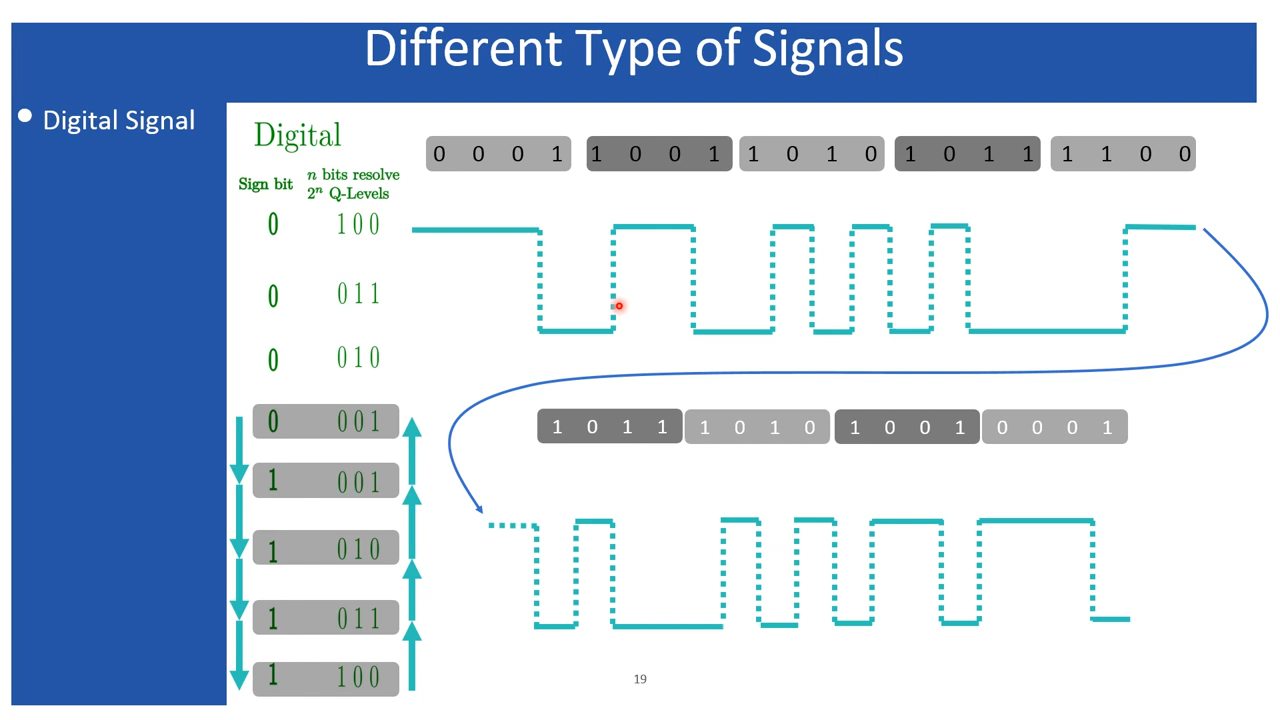 Different Type of Signals
Digital Signal
Digital
Sign bit
n bits resolve
2ⁿ Q-Levels
0 0 0 1 1 0 0 1 1 0 1 0 1 0 1 1 1 1 0 0
0 1 0 0
0 0 1 1
0 0 1 0
0 0 0 1
1 0 0 1
1 0 1 0
1 0 1 1
1 1 0 0
1 0 1 1 1 0 1 0 1 0 0 1 0 0 0 1
19